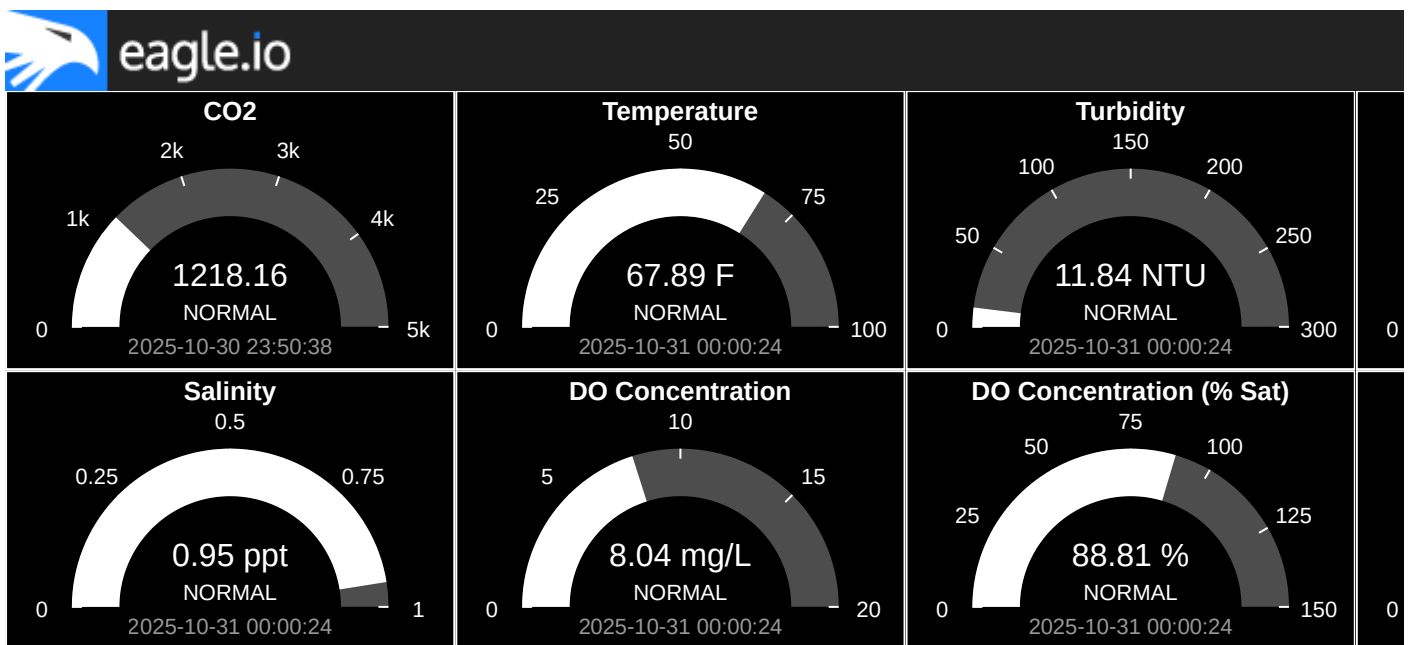 eagle.io
CO2
0
1k
2k
3k
4k
5k
1218.16
NORMAL
2025-10-30 23:50:38
Temperature
0
25
50
75
100
67.89 F
NORMAL
2025-10-31 00:00:24
Turbidity
0
50
100
150
200
250
300
11.84 NTU
NORMAL
2025-10-31 00:00:24
0
Salinity
0
0.25
0.5
0.75
1
0.95 ppt
NORMAL
2025-10-31 00:00:24
DO Concentration
0
5
10
15
20
8.04 mg/L
NORMAL
2025-10-31 00:00:24
DO Concentration (% Sat)
0
25
50
75
100
125
150
88.81 %
NORMAL
2025-10-31 00:00:24
0